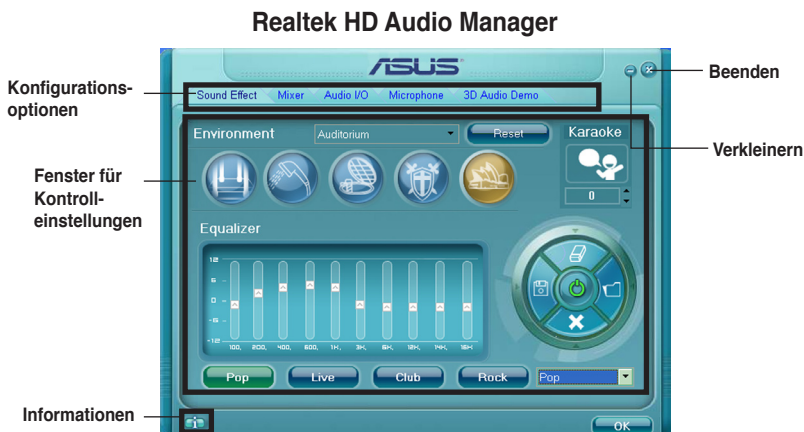 Realtek HD Audio Manager
ASUS
Konfigurations-
optionen
Beenden
Sound Effect Mixer Audio I/O Microphone 3D Audio Demo
Verkleinern
Environment Auditorium Reset Karaoke
0
Fenster für
Kontroll-
einstellungen
Equalizer
12
6
0
-6
-12
100, 200, 400, 600, 1K, 3K, 6K, 12K, 14K, 16K
Pop Live Club Rock Pop
Informationen
OK